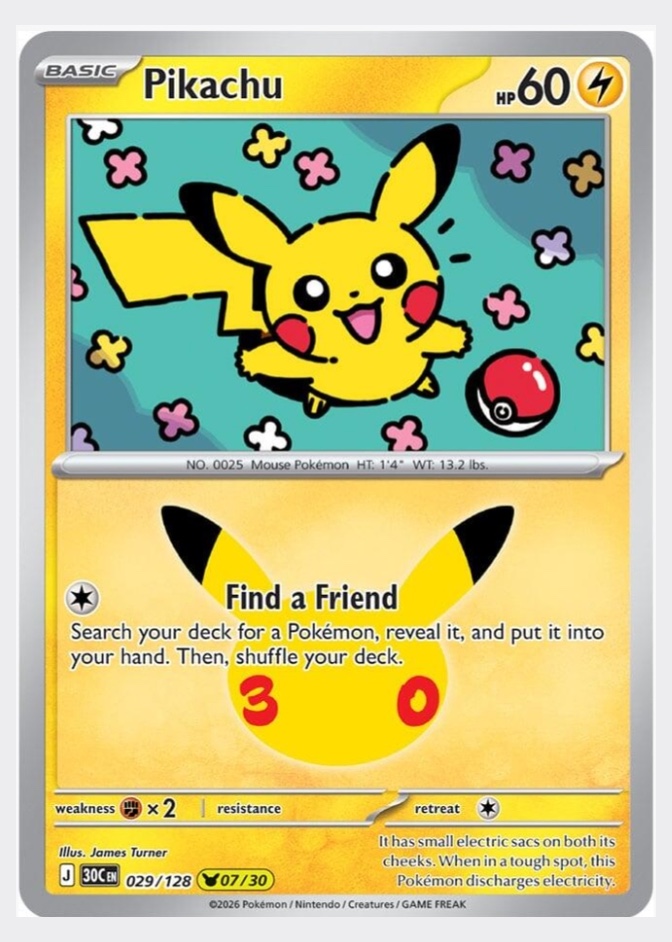 BASIC
Pikachu
HP60
NO. 0025 Mouse Pokémon HT: 1'4" WT: 13.2 lbs.
Find a Friend
Search your deck for a Pokémon, reveal it, and put it into
your hand. Then, shuffle your deck.
3 0
weakness ×2 resistance retreat
Illus. James Turner
It has small electric sacs on both its
cheeks. When in a tough spot, this
Pokémon discharges electricity.
J 30C EN 029/128 07/30
©2026 Pokémon / Nintendo / Creatures / GAME FREAK